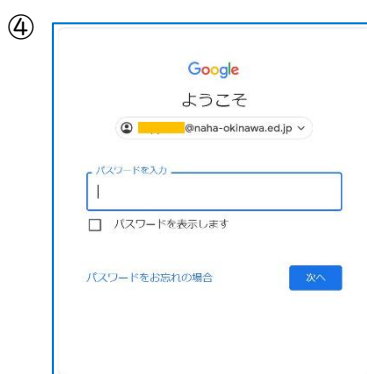 ④
Google
ようこそ
@naha-okinawa.ed.jp
パスワードを入力
パスワードを表示します
パスワードをお忘れの場合
次へ